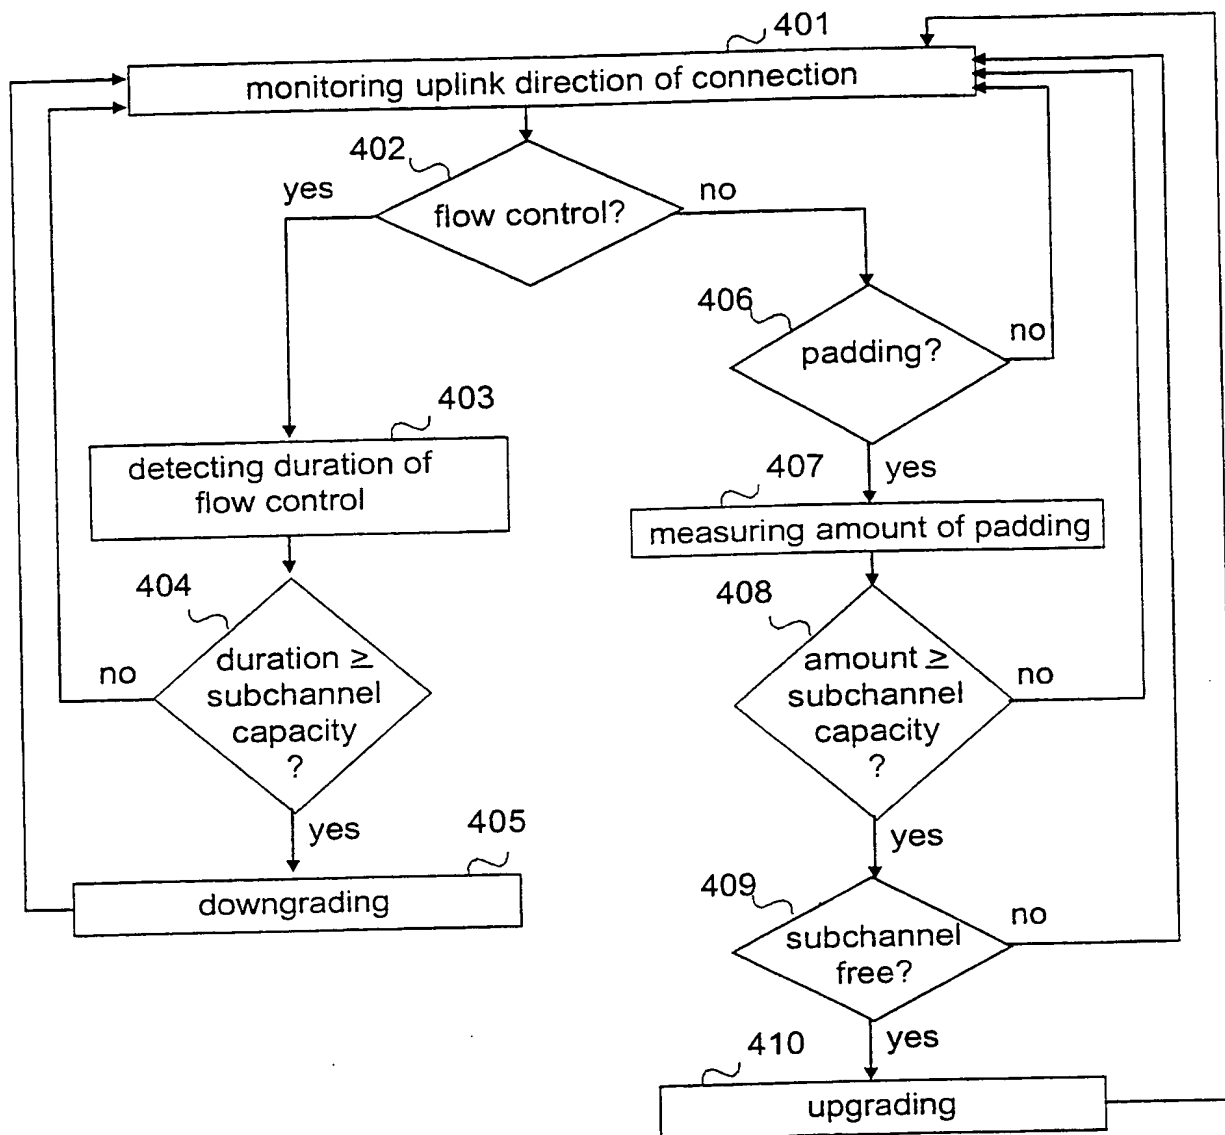 401
monitoring uplink direction of connection
402
yes
no
flow control?
406
no
padding?
403
detecting duration of
flow control
407
yes
measuring amount of padding
404
no
duration ≥
subchannel
capacity
?
408
amount ≥
subchannel
capacity
?
no
yes
405
downgrading
yes
409
no
subchannel
free?
yes
410
upgrading